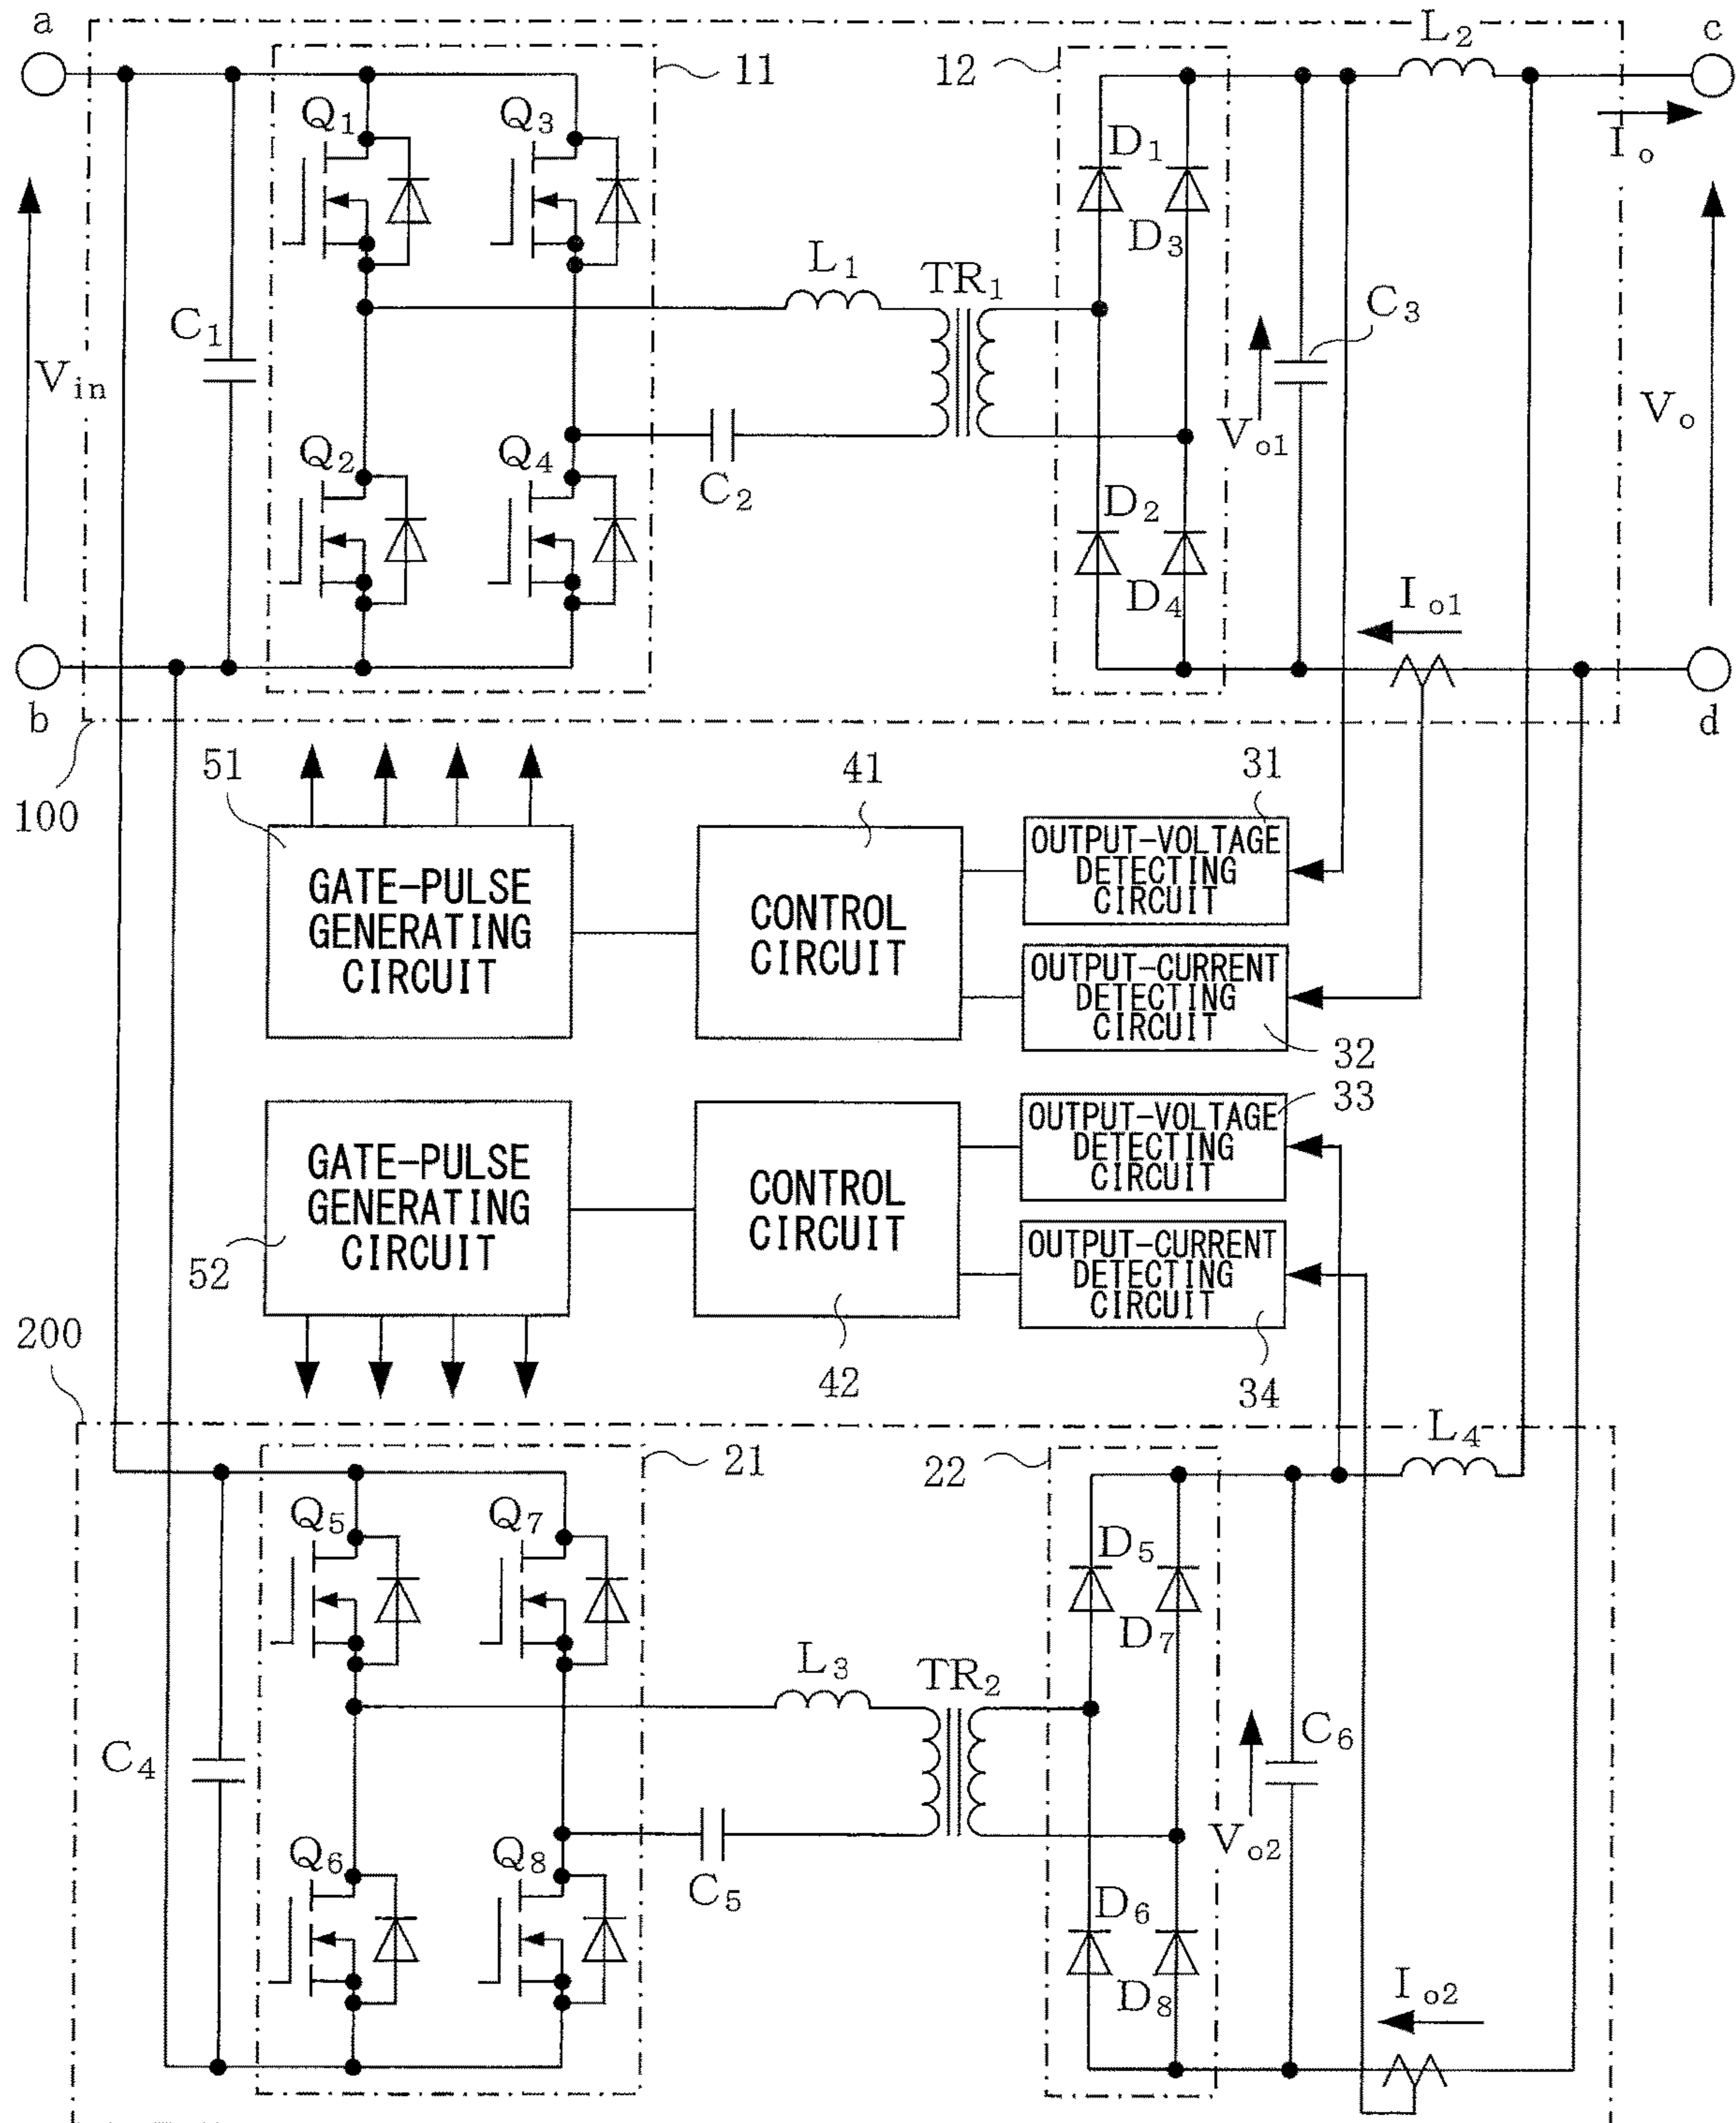 a
L2
c
11
12
Q1
Q3
D1
Io
D3
L1
TR1
C1
C3
Vin
Vo1
Vo
Q2
Q4
C2
D2
D4
Io1
b
d
100
51
41
31
GATE-PULSE
GENERATING
CIRCUIT
CONTROL
CIRCUIT
OUTPUT-VOLTAGE
DETECTING
CIRCUIT
OUTPUT-CURRENT
DETECTING
CIRCUIT
32
33
GATE-PULSE
GENERATING
CIRCUIT
CONTROL
CIRCUIT
OUTPUT-VOLTAGE
DETECTING
CIRCUIT
OUTPUT-CURRENT
DETECTING
CIRCUIT
52
200
42
34
L4
21
22
Q5
Q7
D5
D7
L3
TR2
C4
C6
Vo2
Q6
Q8
C5
D6
D8
Io2